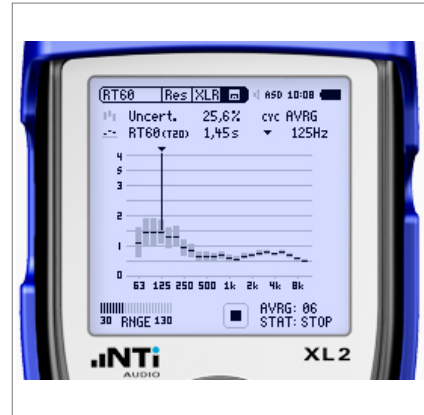 RT60 Res XLR ASD 10:08
Uncert. 25,6% cyc AVRG
RT60(T20) 1,45s 125Hz
4
s
3
2
1
0
63 125 250 500 1k 2k 4k 8k
30 RNGE 130
AVRG: 06
STAT: STOP
NTi
AUDIO
XL2